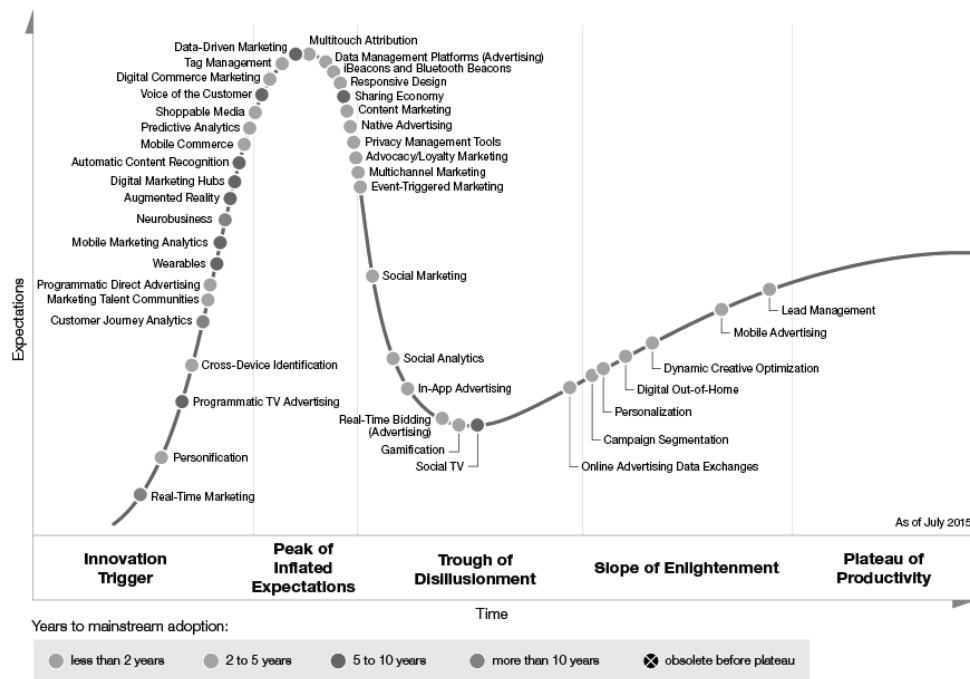 Multitouch Attribution
Data-Driven Marketing
Data Management Platforms (Advertising)
Tag Management
iBeacons and Bluetooth Beacons
Digital Commerce Marketing
Responsive Design
Voice of the Customer
Sharing Economy
Shoppable Media
Content Marketing
Predictive Analytics
Native Advertising
Mobile Commerce
Privacy Management Tools
Automatic Content Recognition
Advocacy/Loyalty Marketing
Multichannel Marketing
Digital Marketing Hubs
Event-Triggered Marketing
Augmented Reality
Neurobusiness
Mobile Marketing Analytics
Wearables
Social Marketing
Programmatic Direct Advertising
Marketing Talent Communities
Lead Management
Customer Journey Analytics
Mobile Advertising
Expectations
Social Analytics
Cross-Device Identification
Dynamic Creative Optimization
In-App Advertising
Digital Out-of-Home
Programmatic TV Advertising
Personalization
Real-Time Bidding
(Advertising)
Campaign Segmentation
Gamification
Personification
Social TV
Online Advertising Data Exchanges
Real-Time Marketing
As of July 2015
Innovation
Trigger
Peak of
Inflated
Expectations
Trough of
Disillusionment
Slope of Enlightenment
Plateau of
Productivity
Time
Years to mainstream adoption:
less than 2 years
2 to 5 years
5 to 10 years
more than 10 years
obsolete before plateau